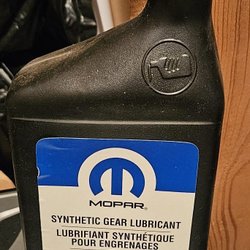 MOPAR
SYNTHETIC GEAR LUBRICANT
LUBRIFIANT SYNTHÉTIQUE
POUR ENGRENAGES